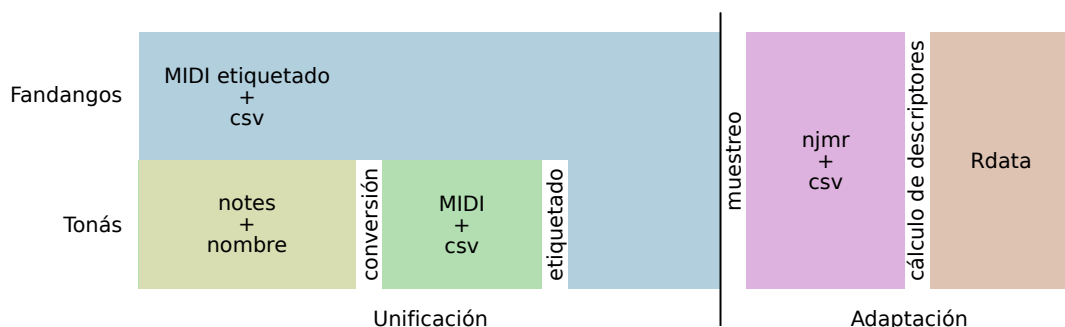 Fandangos
MIDI etiquetado
+
csv
Tonás
notes
+
nombre
conversión
MIDI
+
csv
etiquetado
muestreo
njmr
+
csv
cálculo de descriptores
Rdata
Unificación
Adaptación